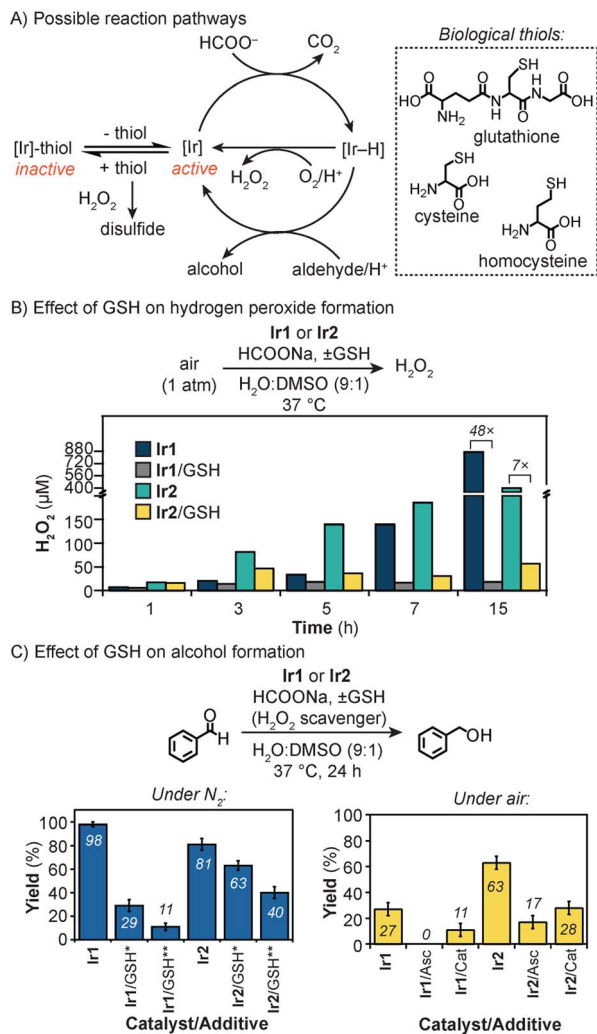 A) Possible reaction pathways
Biological thiols:
HCOO⁻
CO₂
[Ir]-thiol
inactive
- thiol
+ thiol
[Ir]
active
[Ir–H]
H₂O₂
disulfide
H₂O₂
O₂/H⁺
alcohol
aldehyde/H⁺
SH
O
O
H
N
HO
N
H
OH
NH₂
O
O
glutathione
SH
OH
H₂N
O
cysteine
SH
OH
H₂N
O
homocysteine
B) Effect of GSH on hydrogen peroxide formation
Ir1 or Ir2
HCOONa, ±GSH
air
(1 atm)
H₂O₂
H₂O:DMSO (9:1)
37 °C
H₂O₂ (µM)
880
720
560
400
150
100
50
0
Ir1
Ir1/GSH
Ir2
Ir2/GSH
48×
7×
1
3
5
7
15
Time (h)
C) Effect of GSH on alcohol formation
Ir1 or Ir2
HCOONa, ±GSH
(H₂O₂ scavenger)
O
H
OH
H₂O:DMSO (9:1)
37 °C, 24 h
Under N₂:
Yield (%)
100
80
60
40
20
0
98
29
11
81
63
40
Ir1
Ir1/GSH*
Ir1/GSH**
Ir2
Ir2/GSH*
Ir2/GSH**
Catalyst/Additive
Under air:
Yield (%)
100
80
60
40
20
0
27
0
11
63
17
28
Ir1
Ir1/Asc
Ir1/Cat
Ir2
Ir2/Asc
Ir2/Cat
Catalyst/Additive